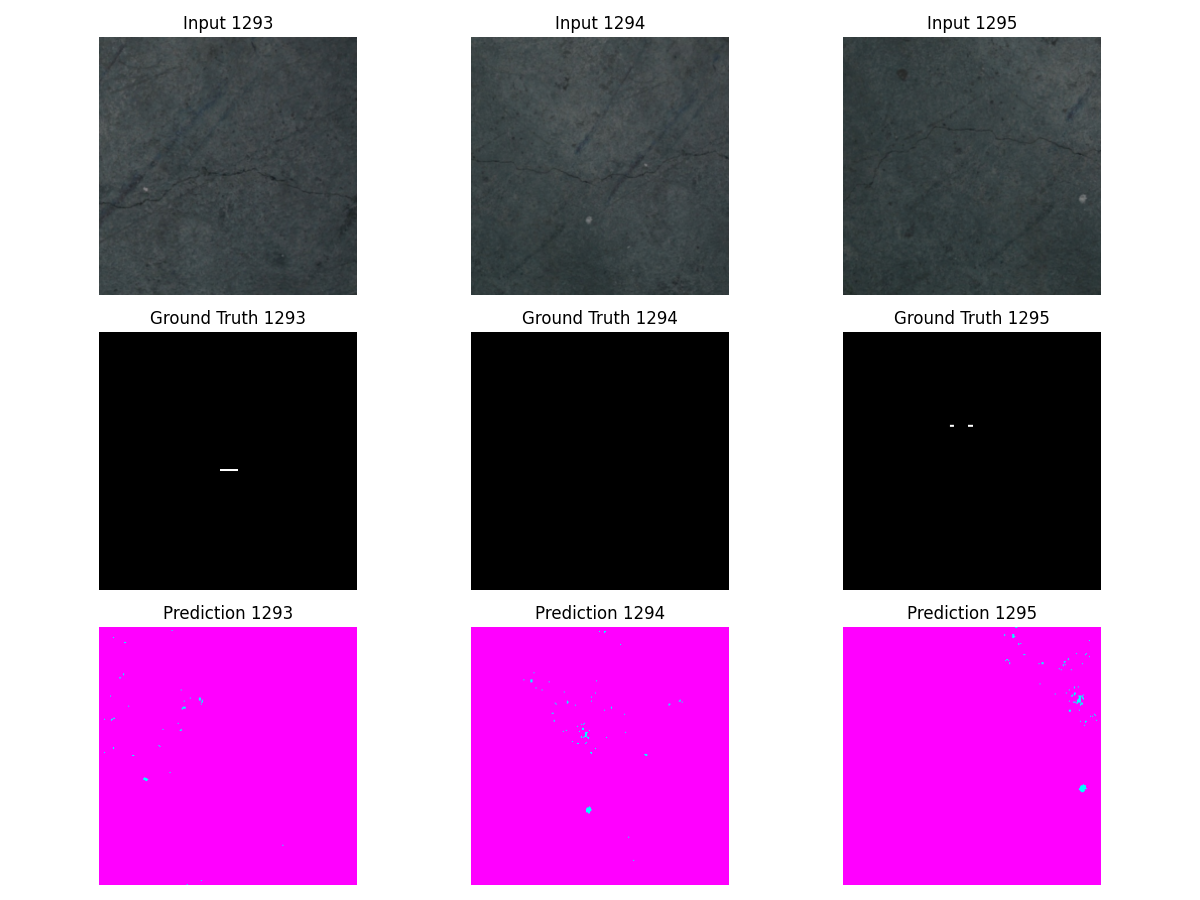 Input 1293
Input 1294
Input 1295
Ground Truth 1293
Ground Truth 1294
Ground Truth 1295
Prediction 1293
Prediction 1294
Prediction 1295